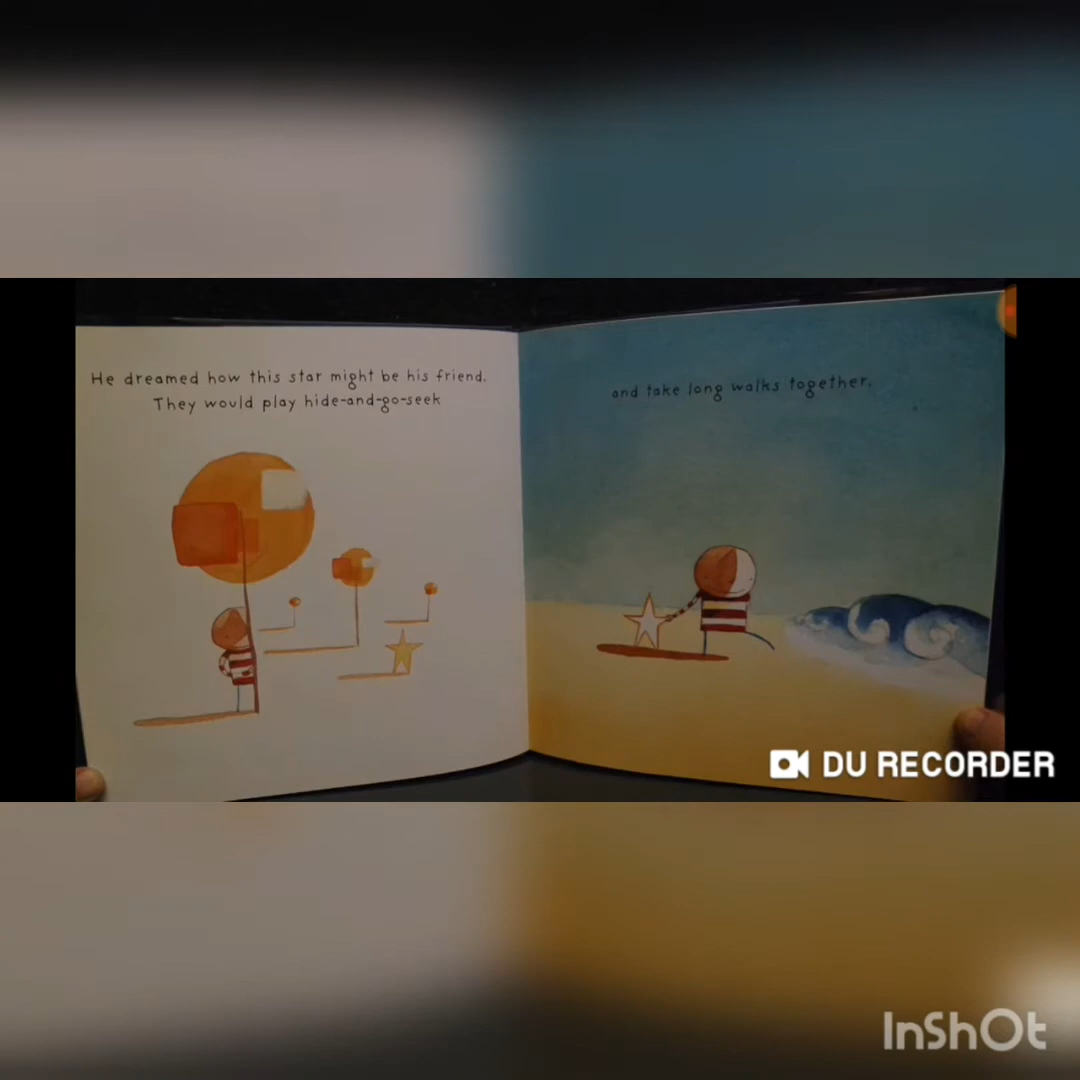 He dreamed how this star might be his friend.
They would play hide-and-go-seek
and take long walks together.
DU RECORDER
InShOt